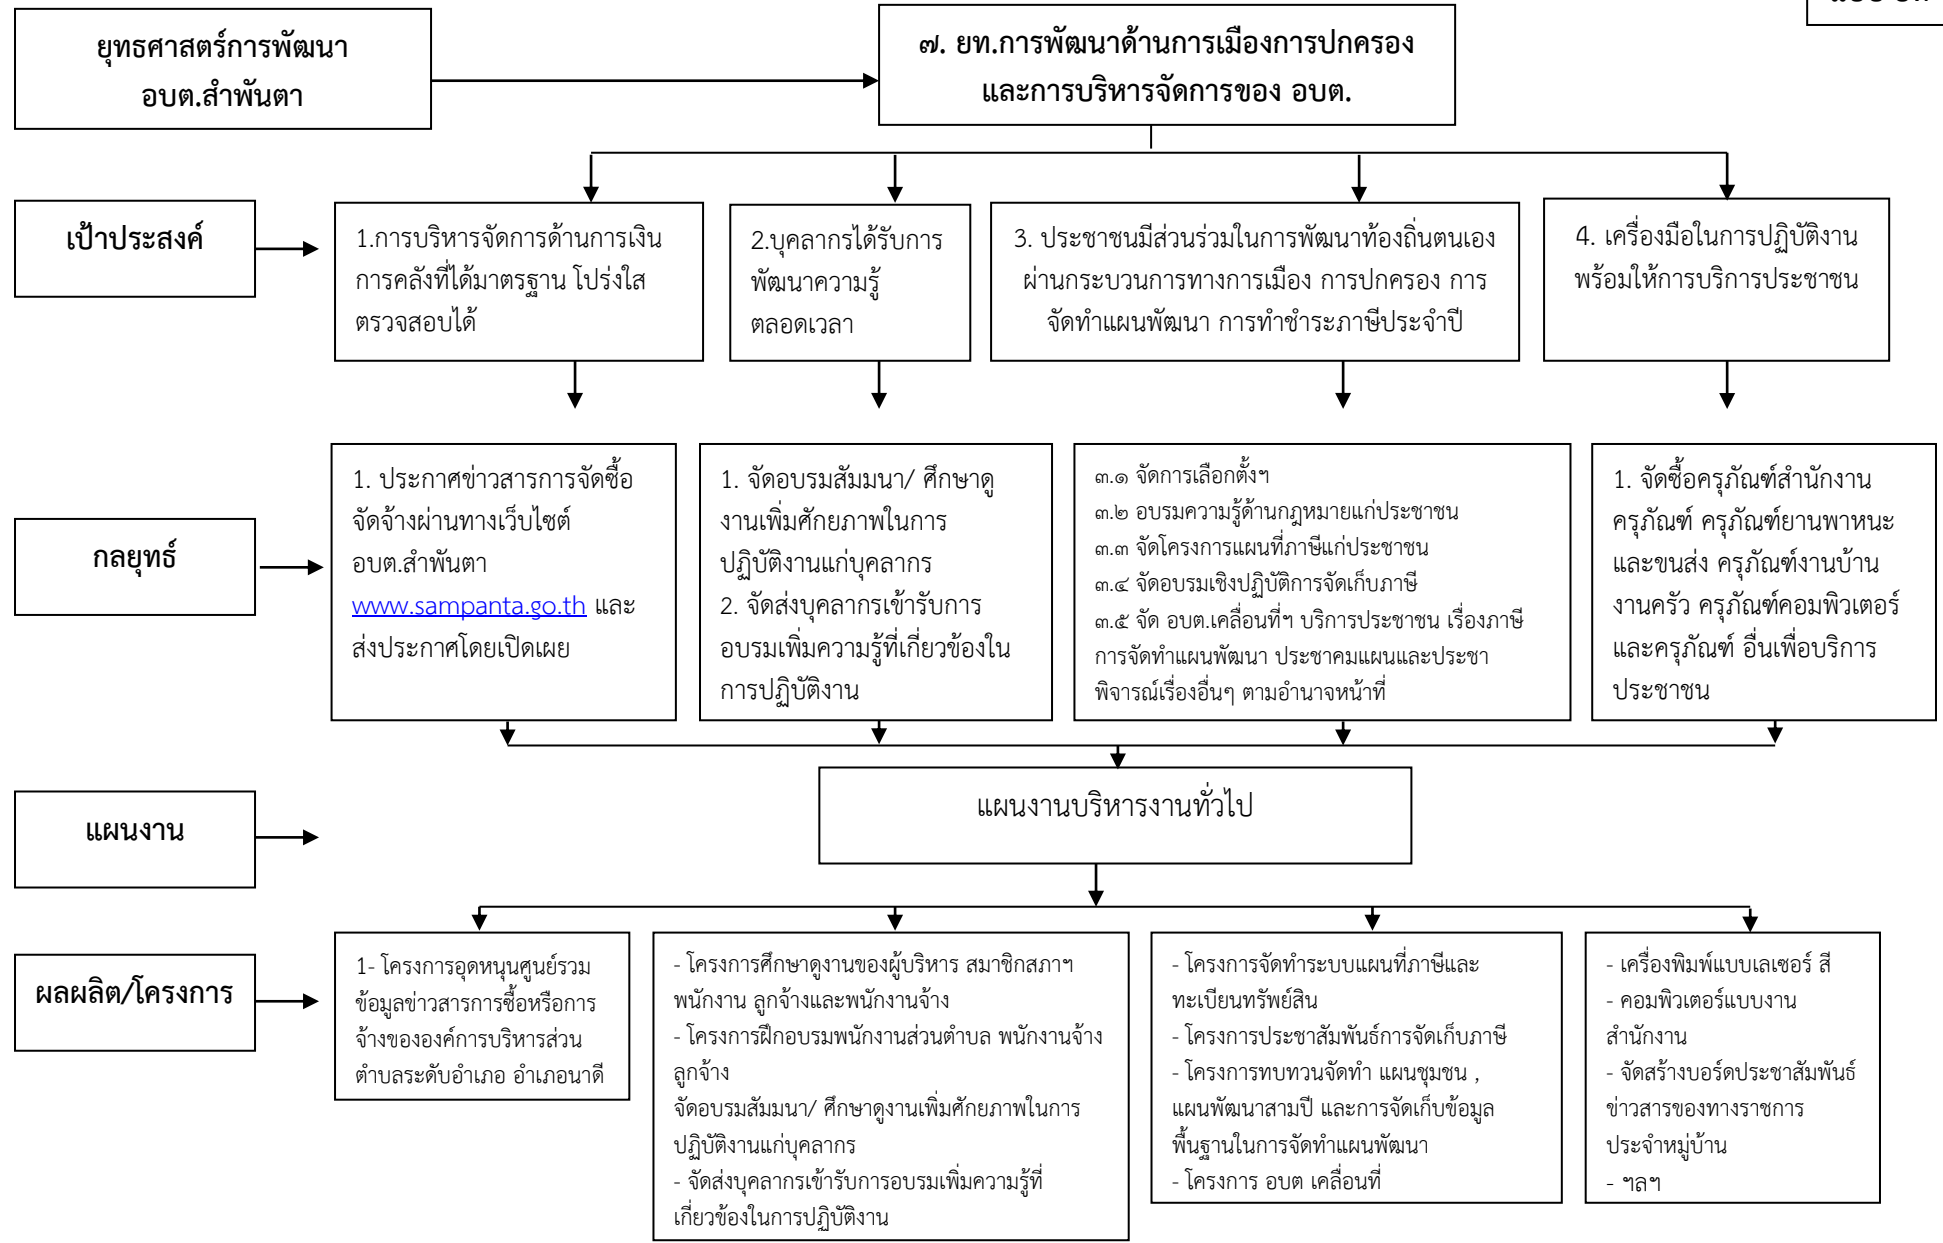 ยุทธศาสตร์การพัฒนา
อบต.สำพันตา
๗. ยท.การพัฒนาด้านการเมืองการปกครอง
และการบริหารจัดการของ อบต.
เป้าประสงค์
1.การบริหารจัดการด้านการเงิน
การคลังที่ได้มาตรฐาน โปร่งใส
ตรวจสอบได้
2.บุคลากรได้รับการ
พัฒนาความรู้
ตลอดเวลา
3. ประชาชนมีส่วนร่วมในการพัฒนาท้องถิ่นตนเอง
ผ่านกระบวนการทางการเมือง การปกครอง การ
จัดทำแผนพัฒนา การทำชำระภาษีประจำปี
4. เครื่องมือในการปฏิบัติงาน
พร้อมให้การบริการประชาชน
กลยุทธ์
1. ประกาศข่าวสารการจัดซื้อ
จัดจ้างผ่านทางเว็บไซต์
อบต.สำพันตา
www.sampanta.go.th และ
ส่งประกาศโดยเปิดเผย
1. จัดอบรมสัมมนา/ ศึกษาดู
งานเพิ่มศักยภาพในการ
ปฏิบัติงานแก่บุคลากร
2. จัดส่งบุคลากรเข้ารับการ
อบรมเพิ่มความรู้ที่เกี่ยวข้องใน
การปฏิบัติงาน
๓.๑ จัดการเลือกตั้งฯ
๓.๒ อบรมความรู้ด้านกฎหมายแก่ประชาชน
๓.๓ จัดโครงการแผนที่ภาษีแก่ประชาชน
๓.๔ จัดอบรมเชิงปฏิบัติการจัดเก็บภาษี
๓.๕ จัด อบต.เคลื่อนที่ฯ บริการประชาชน เรื่องภาษี
การจัดทำแผนพัฒนา ประชาคมแผนและประชา
พิจารณ์เรื่องอื่นๆ ตามอำนาจหน้าที่
1. จัดซื้อครุภัณฑ์สำนักงาน
ครุภัณฑ์ ครุภัณฑ์ยานพาหนะ
และขนส่ง ครุภัณฑ์งานบ้าน
งานครัว ครุภัณฑ์คอมพิวเตอร์
และครุภัณฑ์ อื่นเพื่อบริการ
ประชาชน
แผนงาน
แผนงานบริหารงานทั่วไป
ผลผลิต/โครงการ
1- โครงการอุดหนุนศูนย์รวม
ข้อมูลข่าวสารการซื้อหรือการ
จ้างขององค์การบริหารส่วน
ตำบลระดับอำเภอ อำเภอนาดี
- โครงการศึกษาดูงานของผู้บริหาร สมาชิกสภาฯ
พนักงาน ลูกจ้างและพนักงานจ้าง
- โครงการฝึกอบรมพนักงานส่วนตำบล พนักงานจ้าง
ลูกจ้าง
จัดอบรมสัมมนา/ ศึกษาดูงานเพิ่มศักยภาพในการ
ปฏิบัติงานแก่บุคลากร
- จัดส่งบุคลากรเข้ารับการอบรมเพิ่มความรู้ที่
เกี่ยวข้องในการปฏิบัติงาน
- โครงการจัดทำระบบแผนที่ภาษีและ
ทะเบียนทรัพย์สิน
- โครงการประชาสัมพันธ์การจัดเก็บภาษี
- โครงการทบทวนจัดทำ แผนชุมชน ,
แผนพัฒนาสามปี และการจัดเก็บข้อมูล
พื้นฐานในการจัดทำแผนพัฒนา
- โครงการ อบต เคลื่อนที่
- เครื่องพิมพ์แบบเลเซอร์ สี
- คอมพิวเตอร์แบบงาน
สำนักงาน
- จัดสร้างบอร์ดประชาสัมพันธ์
ข่าวสารของทางราชการ
ประจำหมู่บ้าน
- ฯลฯ